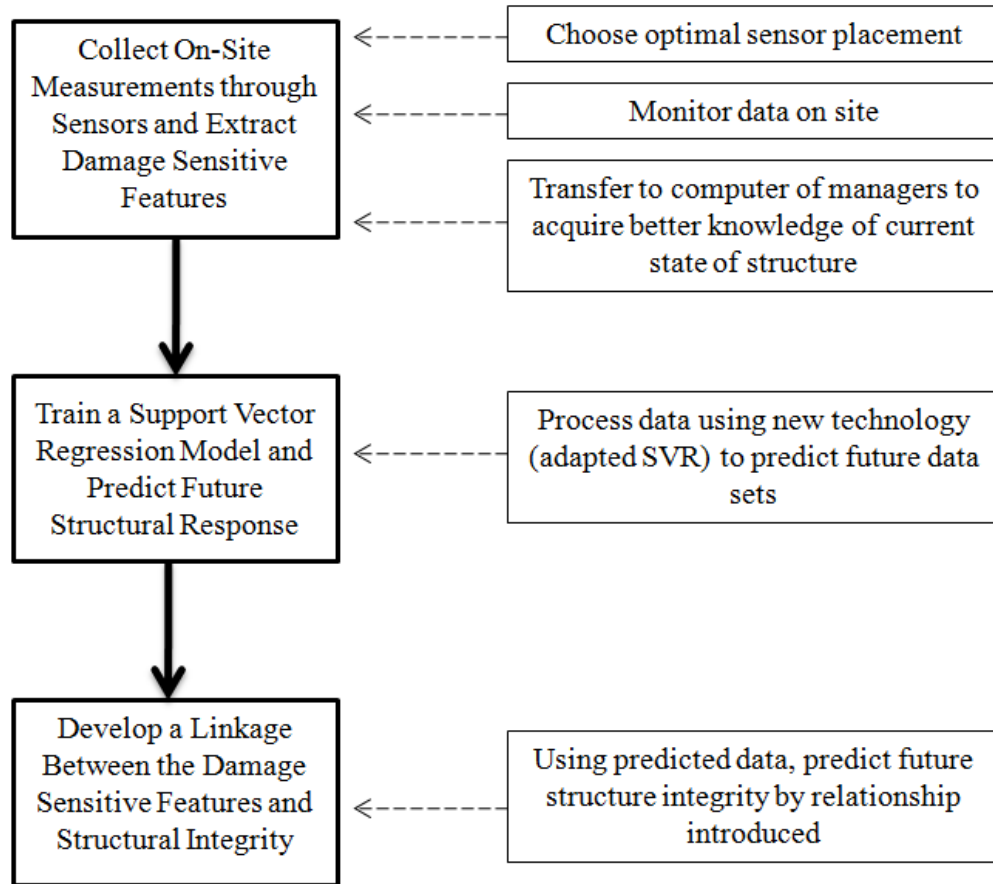 Collect On-Site
Measurements through
Sensors and Extract
Damage Sensitive
Features
Choose optimal sensor placement
Monitor data on site
Transfer to computer of managers to
acquire better knowledge of current
state of structure
Train a Support Vector
Regression Model and
Predict Future
Structural Response
Process data using new technology
(adapted SVR) to predict future data
sets
Develop a Linkage
Between the Damage
Sensitive Features and
Structural Integrity
Using predicted data, predict future
structure integrity by relationship
introduced